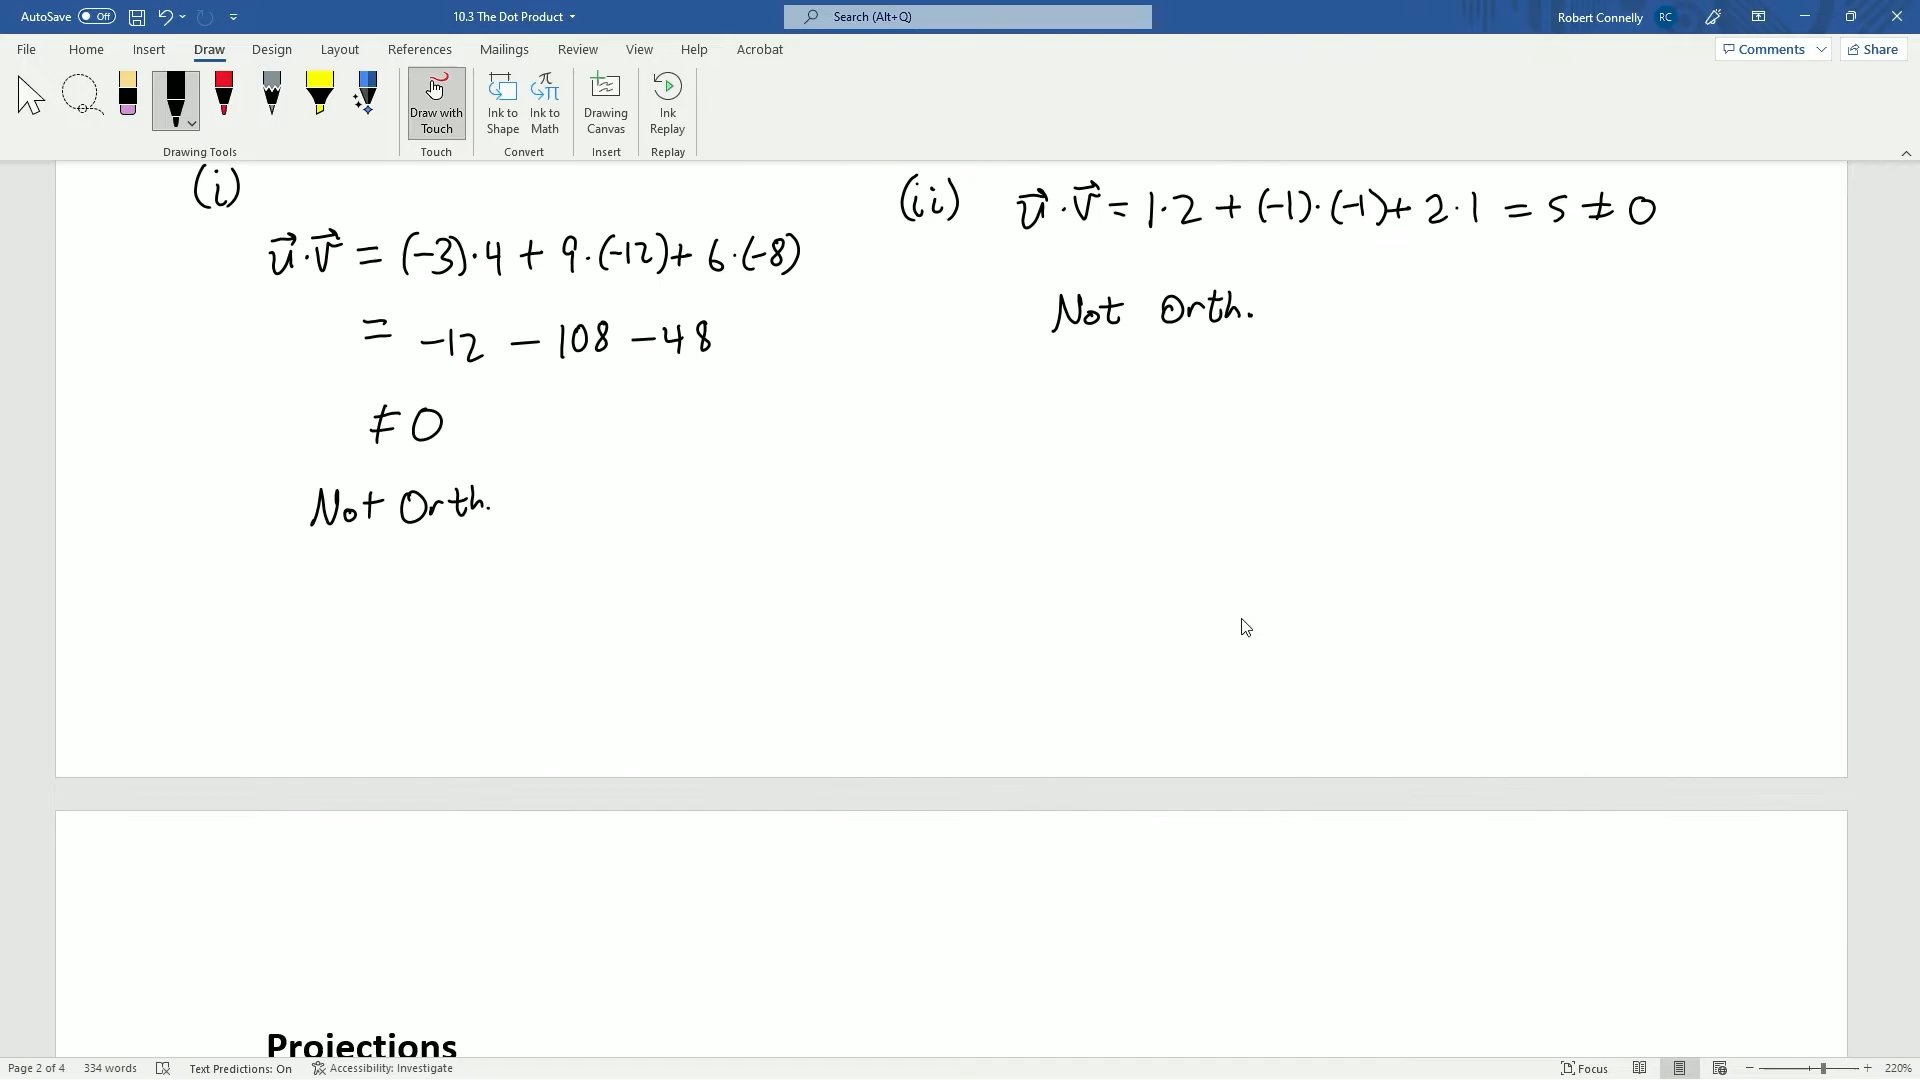 AutoSave Off 10.3 The Dot Product Search (Alt+Q) Robert Connelly RC
File Home Insert Draw Design Layout References Mailings Review View Help Acrobat Comments Share
Draw with Touch
Ink to Shape
Ink to Math
Drawing Canvas
Ink Replay
Drawing Tools Touch Convert Insert Replay
(i)
u⃗·v⃗ = (-3)·4 + 9·(-12)+ 6·(-8)
= -12 - 108 - 48
≠ 0
Not Orth.
(ii) u⃗·v⃗ = 1·2 + (-1)·(-1)+ 2·1 = 5 ≠ 0
Not Orth.
Projections
Page 2 of 4 334 words Text Predictions: On Accessibility: Investigate Focus 220%